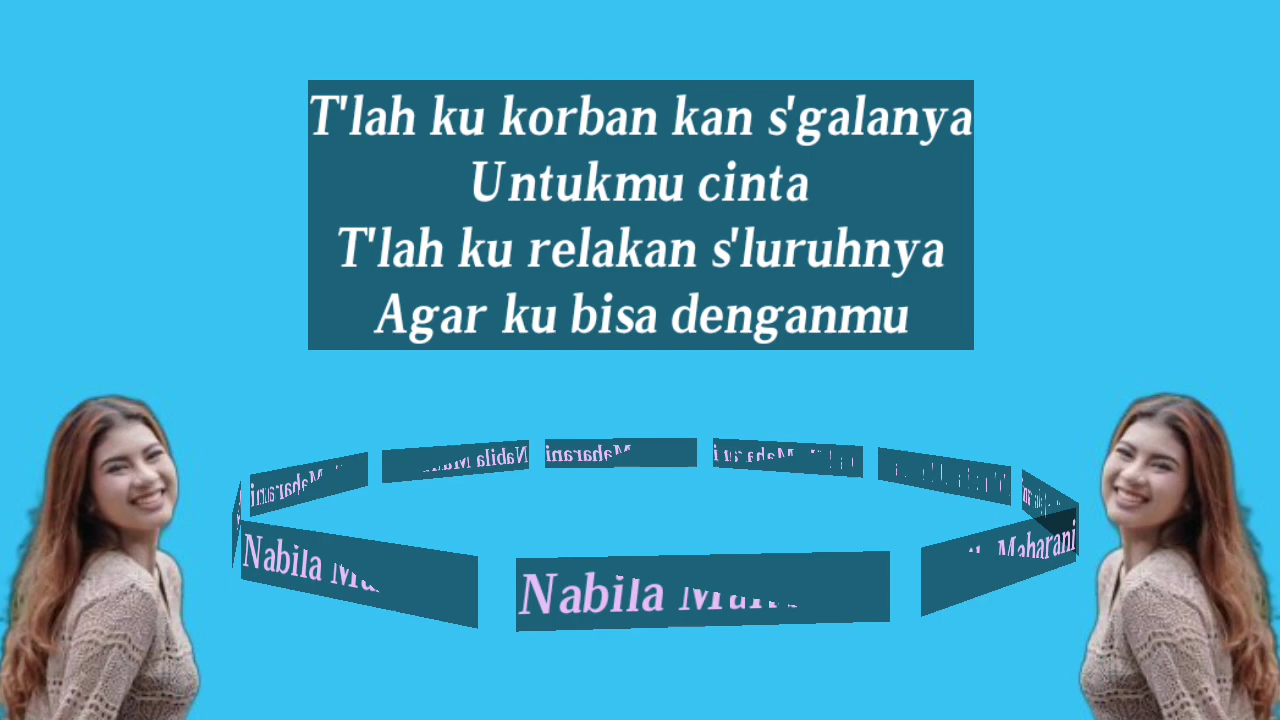 T'lah ku korban kan s'galanya
Untukmu cinta
T'lah ku relakan s'luruhnya
Agar ku bisa denganmu
Maharani
Nabila
Maharani
Maharani
Nabila
Nabila
Maharani